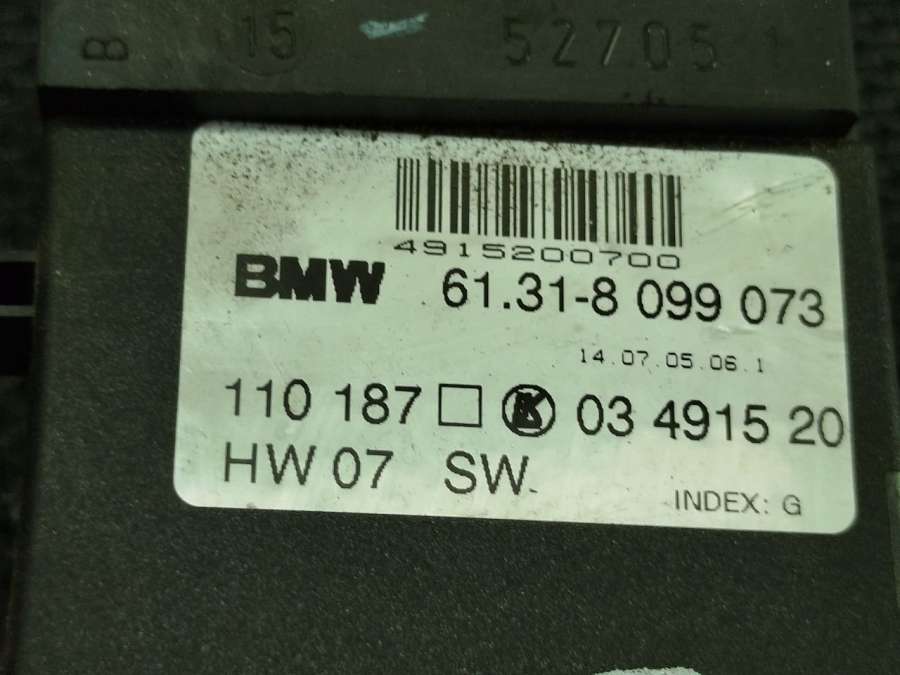 B 15 52705 1
4915200700
BMW 61.31-8 099 073
14.07.05.06.1
110 187 □ K 03 4915 20
HW 07 SW.
INDEX: G